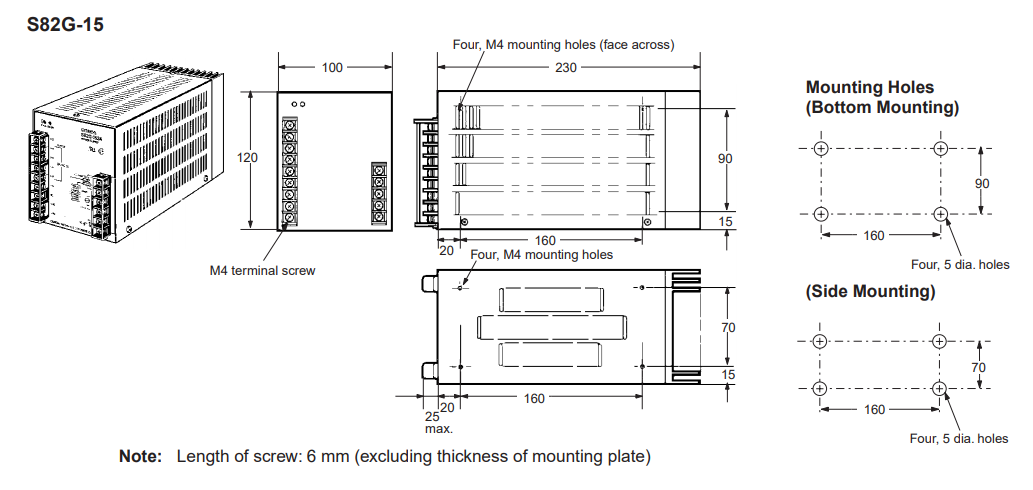 S82G-15
Four, M4 mounting holes (face across)
100
230
Mounting Holes
(Bottom Mounting)
120
90
90
15
20
160
160
M4 terminal screw
Four, M4 mounting holes
Four, 5 dia. holes
(Side Mounting)
70
70
15
20
160
160
25
max.
Four, 5 dia. holes
Note: Length of screw: 6 mm (excluding thickness of mounting plate)